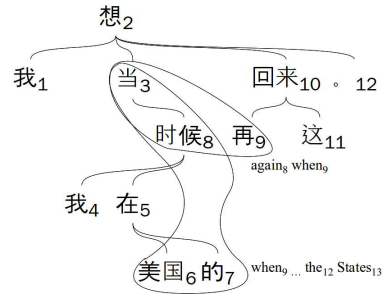 想2
我1 当3 回来10 。12
时候8 再9 这11
again8 when9
我4 在5
美国6 的7 when9 ... the12 States13